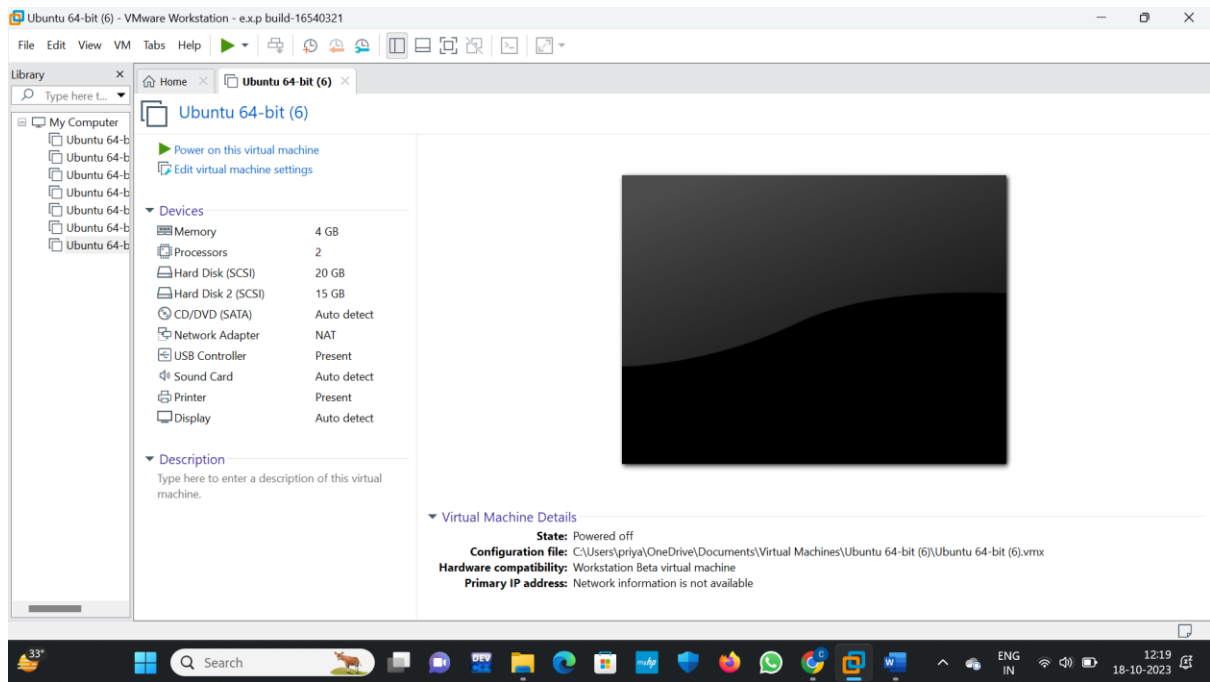 Ubuntu 64-bit (6) - VMware Workstation - e.x.p build-16540321
File Edit View VM Tabs Help
Library
Type here t...
My Computer
Ubuntu 64-b
Ubuntu 64-b
Ubuntu 64-b
Ubuntu 64-b
Ubuntu 64-b
Ubuntu 64-b
Ubuntu 64-b
Home
Ubuntu 64-bit (6)
Ubuntu 64-bit (6)
Power on this virtual machine
Edit virtual machine settings
Devices
Memory 4 GB
Processors 2
Hard Disk (SCSI) 20 GB
Hard Disk 2 (SCSI) 15 GB
CD/DVD (SATA) Auto detect
Network Adapter NAT
USB Controller Present
Sound Card Auto detect
Printer Present
Display Auto detect
Description
Type here to enter a description of this virtual
machine.
Virtual Machine Details
State: Powered off
Configuration file: C:\Users\priya\OneDrive\Documents\Virtual Machines\Ubuntu 64-bit (6)\Ubuntu 64-bit (6).vmx
Hardware compatibility: Workstation Beta virtual machine
Primary IP address: Network information is not available
33°
Search
DEV
myhp
C
W
ENG
IN
12:19
18-10-2023